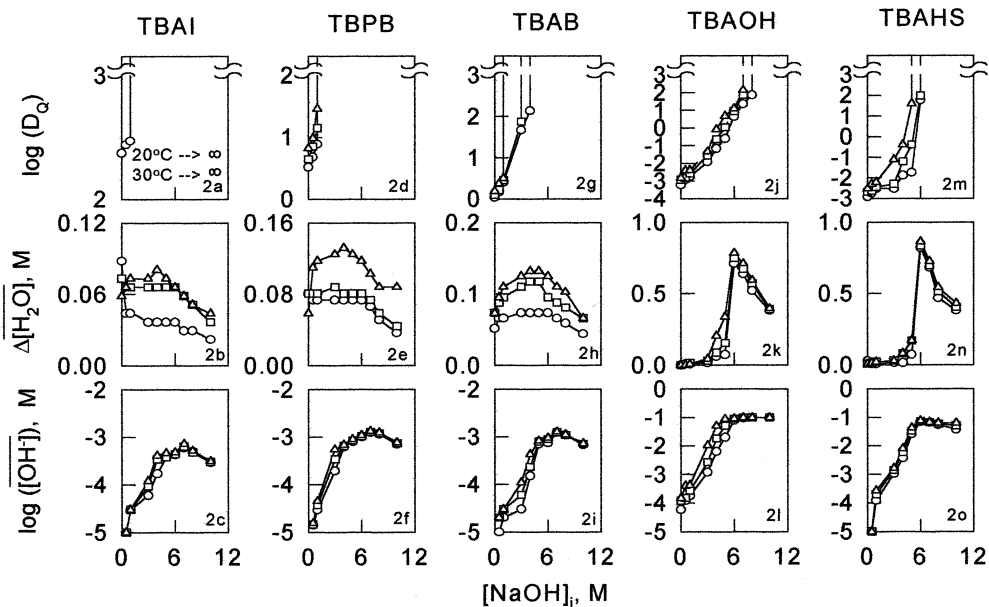 TBAI TBPB TBAB TBAOH TBAHS
log (D_Q)
3
2
20°C --> 8
30°C --> 8
2a
2
1
0
2d
3
2
1
0
2g
3
2
1
0
-1
-2
-3
-4
2j
3
2
1
0
-1
-2
-3
2m
Δ[H2O], M
0.12
0.06
0.00
2b
0.16
0.08
0.00
2e
0.2
0.1
0.0
2h
1.0
0.5
0.0
2k
1.0
0.5
0.0
2n
log ([OH-]), M
-2
-3
-4
-5
2c
-2
-3
-4
-5
2f
-2
-3
-4
-5
2i
0
-1
-2
-3
-4
-5
2l
0
-1
-2
-3
-4
-5
2o
0 6 12 0 6 12 0 6 12 0 6 12 0 6 12
[NaOH]i, M